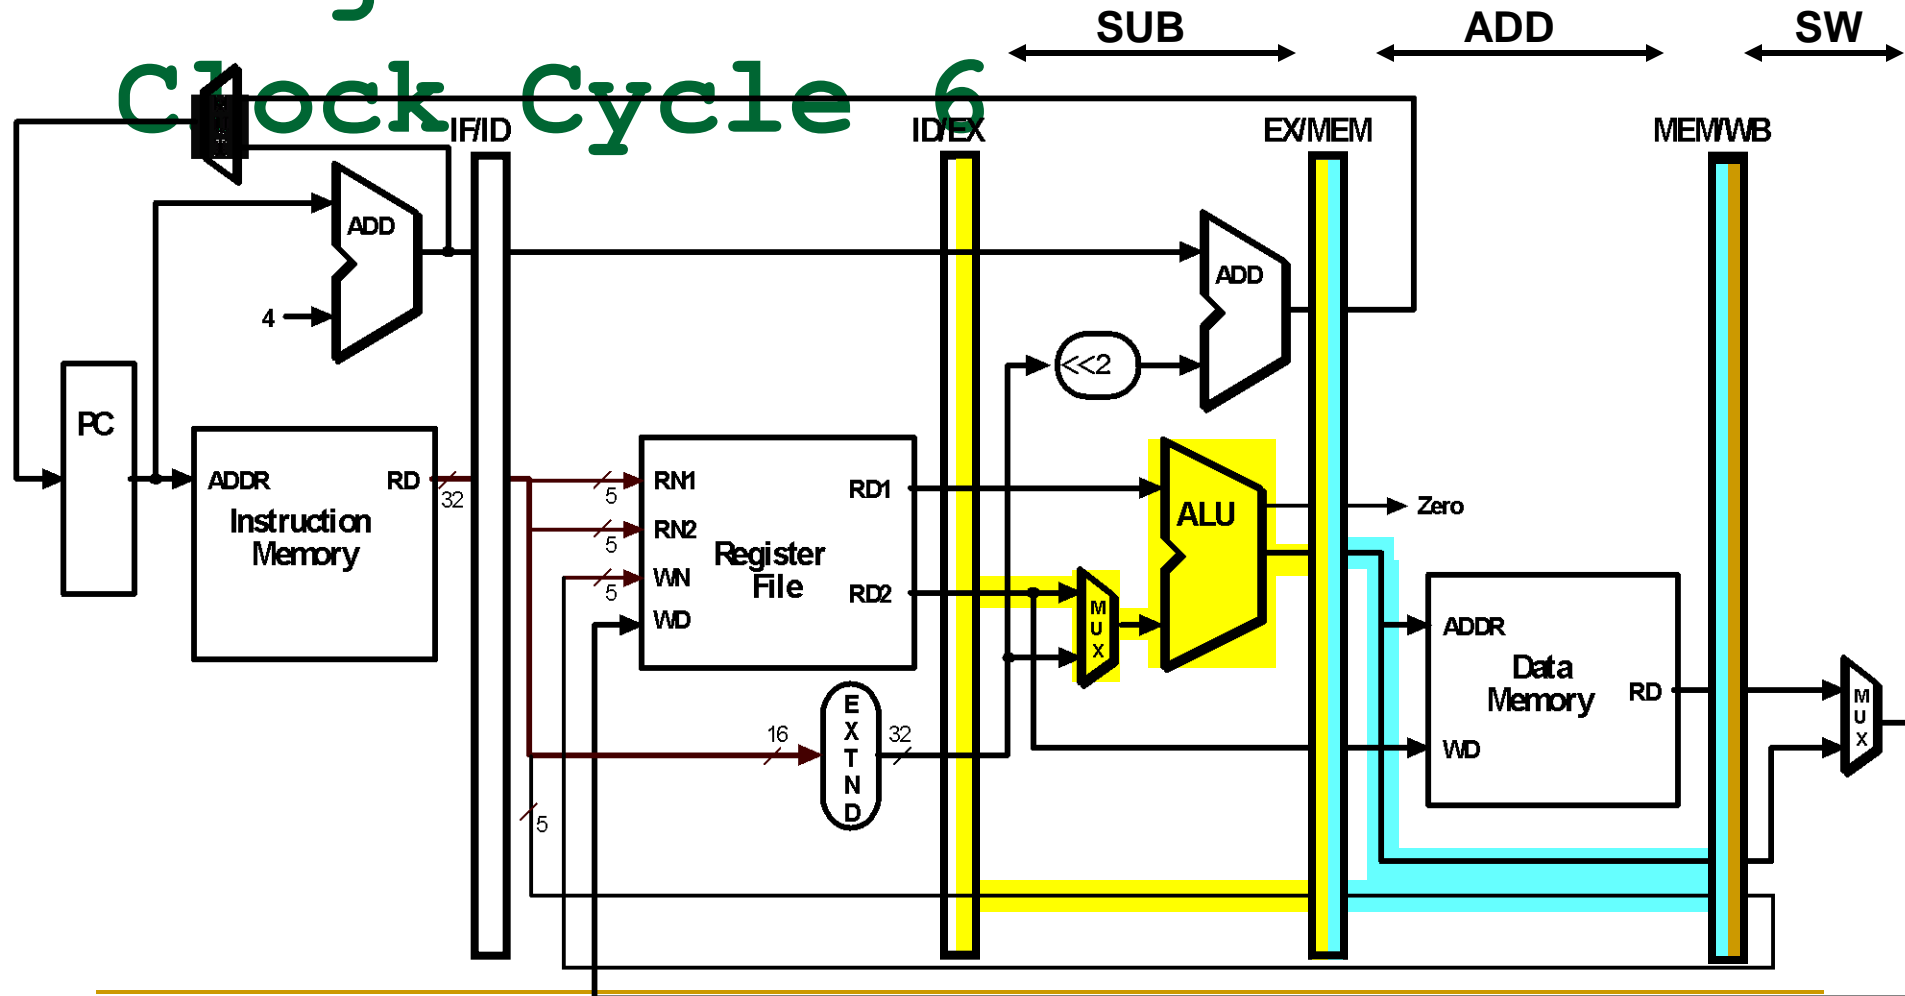 SUB ADD SW
Clock Cycle 6
IF/ID ID/EX EX/MEM MEM/WB
ADD
ADD
4
<<2
PC
ADDR RD
32
Instruction
Memory
RN1
5
RN2
5
WN
5
WD
RD1
RD2
Register
File
ALU
Zero
M
U
X
ADDR
RD
WD
Data
Memory
M
U
X
16
E
X
T
N
D
32
5